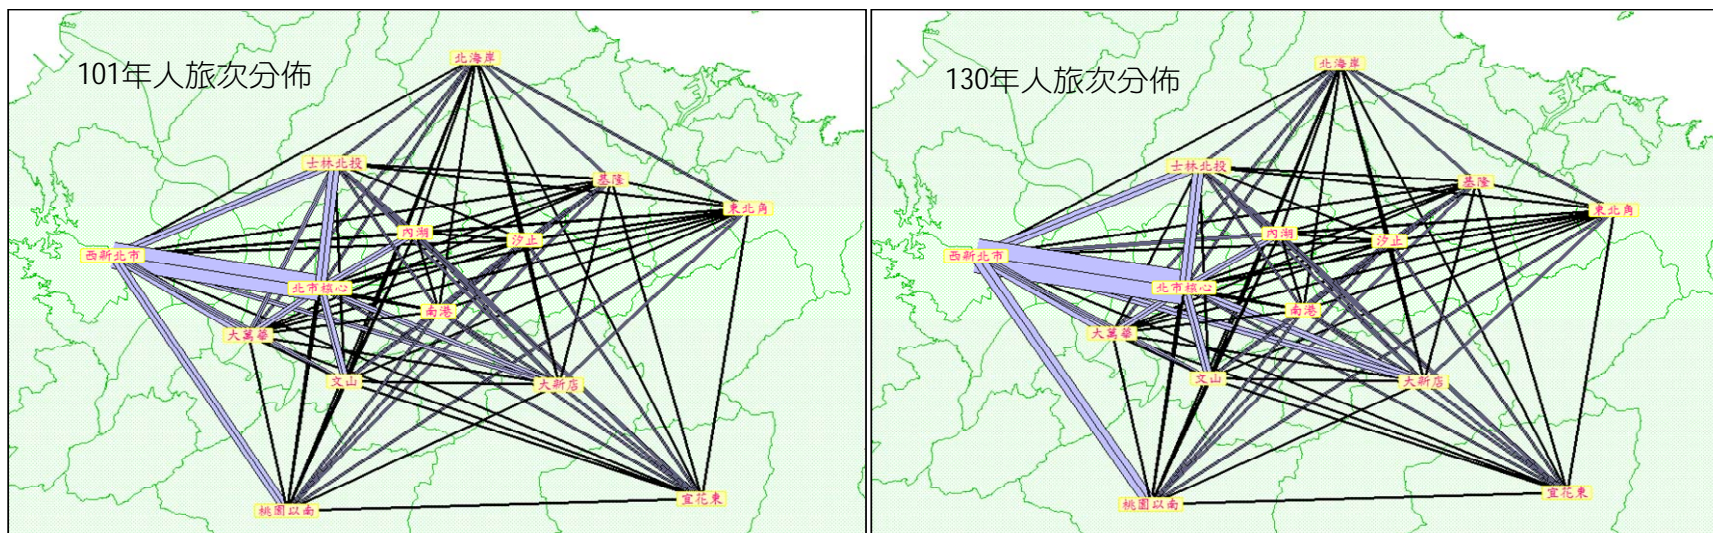 101年人旅次分佈
北海岸
士林北投
基隆
東北角
內湖
汐止
西新北市
北市核心
南港
大萬華
文山
大新店
宜花東
桃園以南
130年人旅次分佈
北海岸
士林北投
基隆
東北角
內湖
汐止
西新北市
北市核心
南港
大萬華
文山
大新店
宜花東
桃園以南